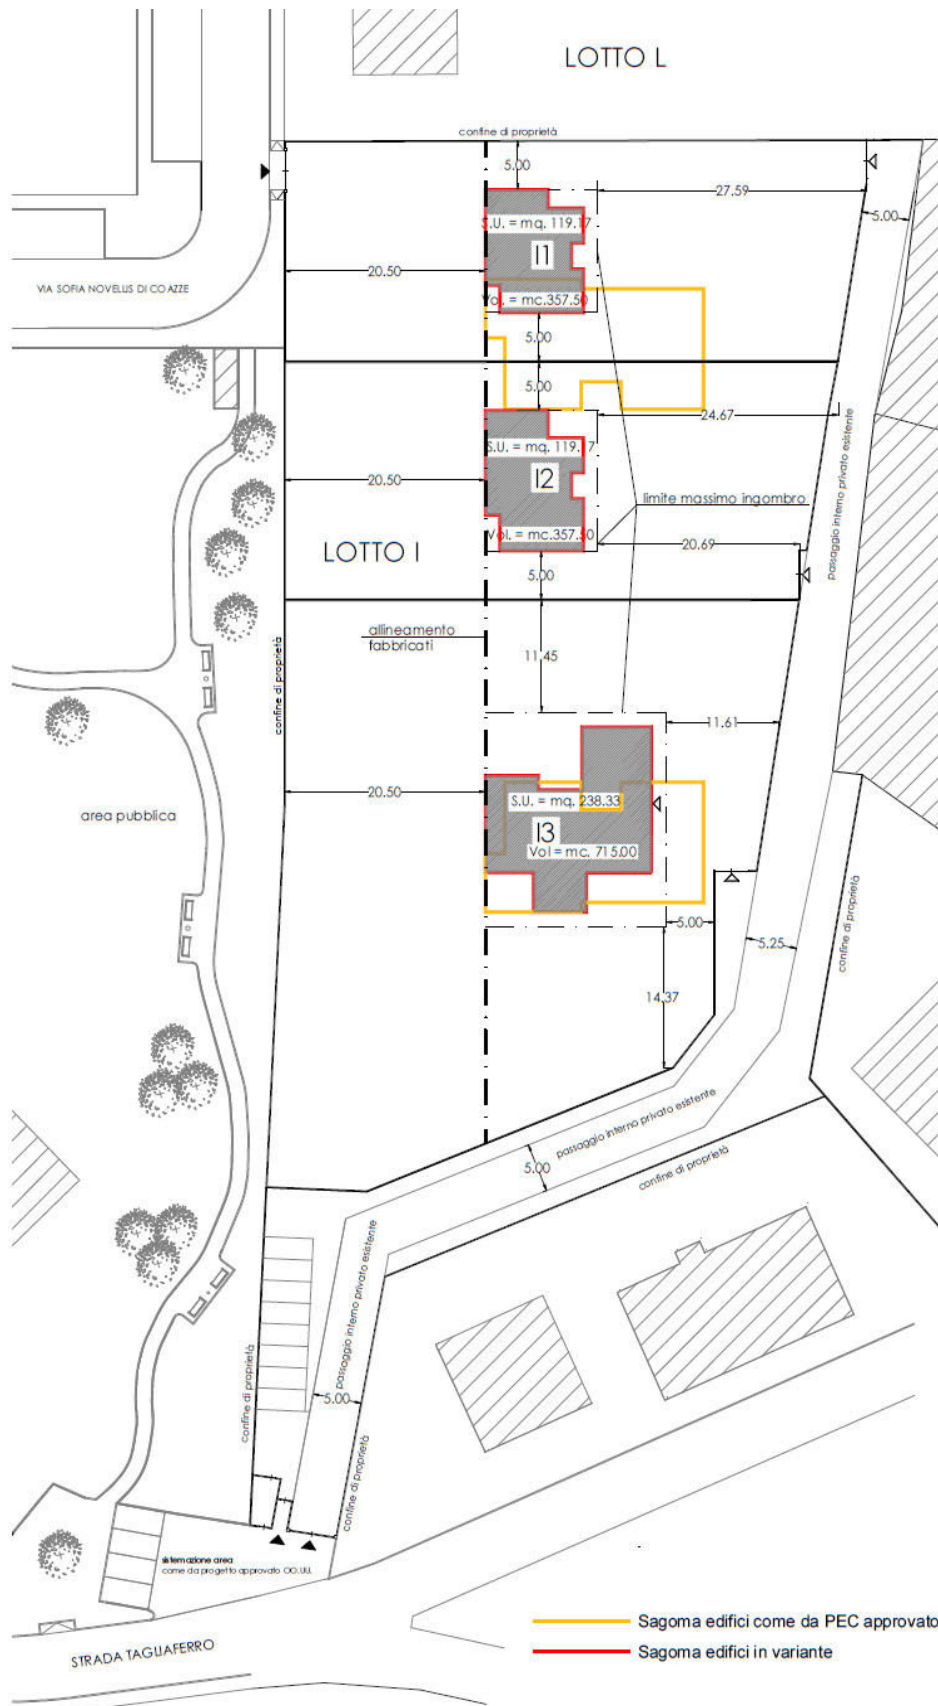 LOTTO L
confine di proprietà
5.00
27.59
5.00
S.U. = mq. 119.17
I1
20.50
VIA SOFIA NOVELLIS DI COAZZE
Vol. = mc.357.50
5.00
5.00
24.67
S.U. = mq. 119.17
I2
20.50
limite massimo ingombro
passaggio interno privato esistente
Vol. = mc.357.50
20.69
LOTTO I
5.00
allineamento
fabbricati
11.45
confine di proprietà
11.61
20.50
S.U. = mq. 238.33
area pubblica
I3
Vol = mc. 715.00
confine di proprietà
5.00
5.25
14.37
passaggio interno privato esistente
5.00
confine di proprietà
passaggio interno privato esistente
confine di proprietà
5.00
confine di proprietà
sistemazione area
come da progetto approvato OO.UU.
STRADA TAGLIAFERRO
Sagoma edifici come da PEC approvato
Sagoma edifici in variante